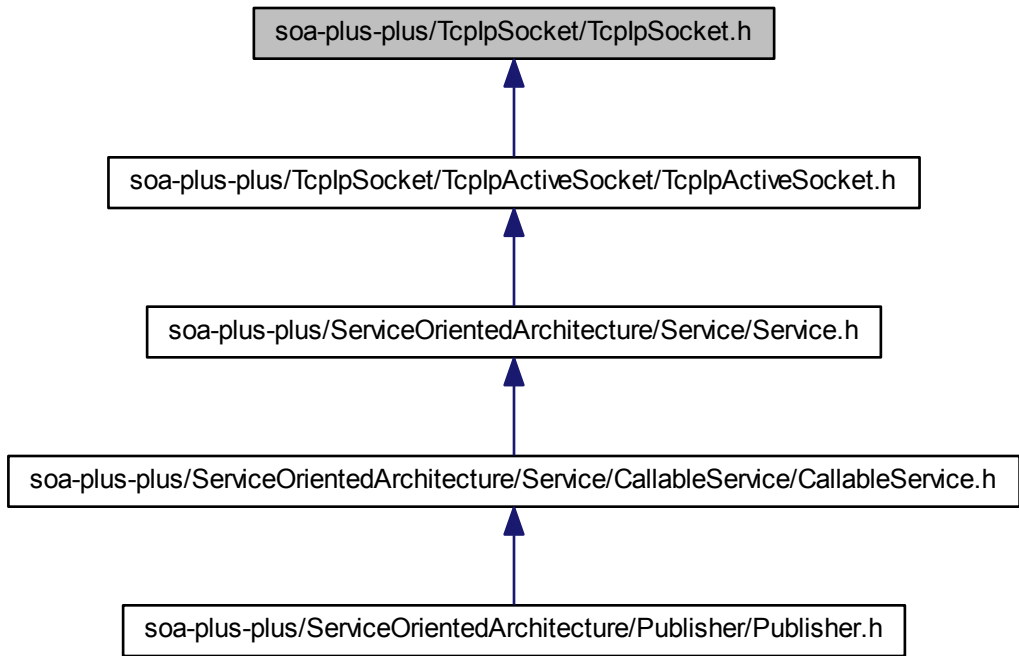 soa-plus-plus/TcpIpSocket/TcpIpSocket.h
soa-plus-plus/TcpIpSocket/TcpIpActiveSocket/TcpIpActiveSocket.h
soa-plus-plus/ServiceOrientedArchitecture/Service/Service.h
soa-plus-plus/ServiceOrientedArchitecture/Service/CallableService/CallableService.h
soa-plus-plus/ServiceOrientedArchitecture/Publisher/Publisher.h